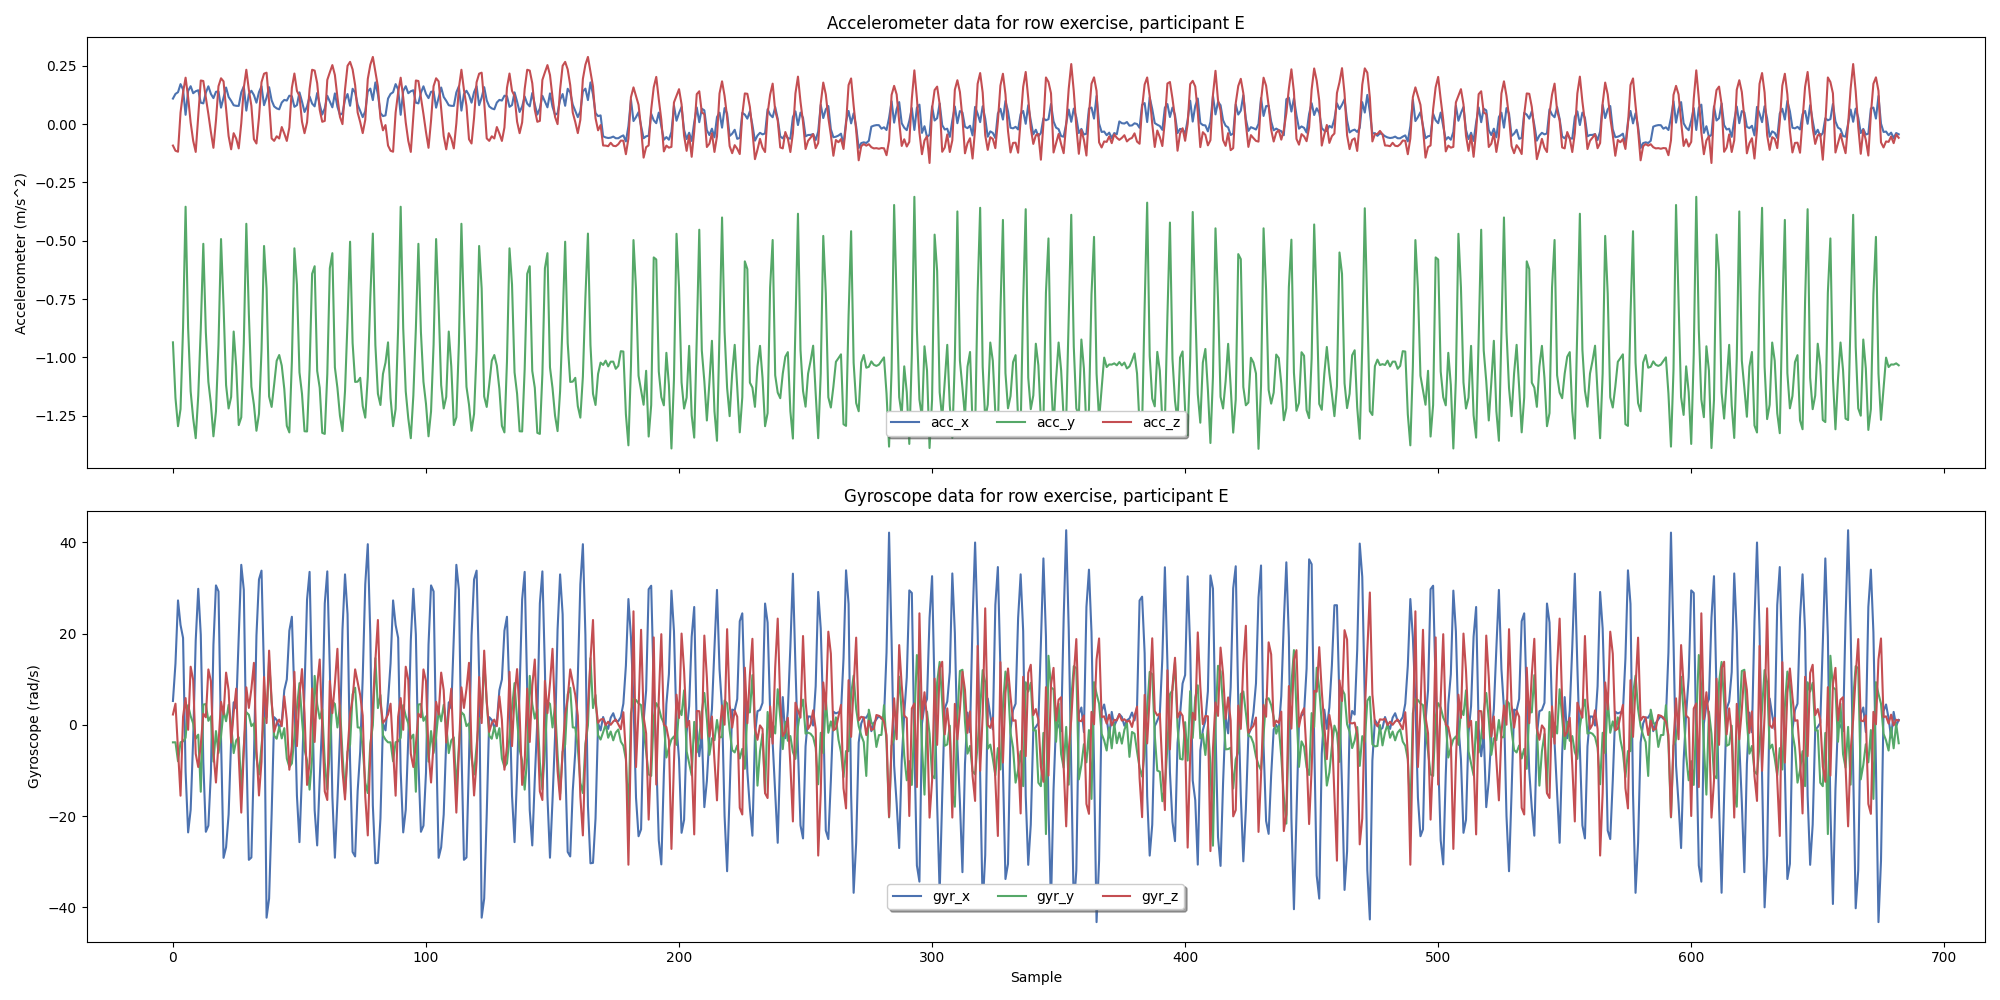 Accelerometer data for row exercise, participant E
Accelerometer (m/s^2)
0.25
0.00
−0.25
−0.50
−0.75
−1.00
−1.25
acc_x acc_y acc_z
Gyroscope data for row exercise, participant E
Gyroscope (rad/s)
40
20
0
−20
−40
gyr_x gyr_y gyr_z
0 100 200 300 400 500 600 700
Sample